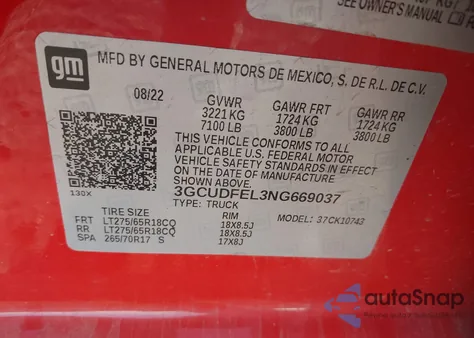 OWNER'S MANUAL
gm
MFD BY GENERAL MOTORS DE MEXICO, S. DE R.L. DE C.V.
08/22 GVWR GAWR FRT GAWR RR
3221 KG 1724 KG 1724 KG
7100 LB 3800 LB 3800 LB
THIS VEHICLE CONFORMS TO ALL
APPLICABLE U.S. FEDERAL MOTOR
VEHICLE SAFETY STANDARDS IN EFFECT
ON THE DATE OF MANUFACTURE
SHOWN ABOVE
3GCUDFEL3NG669037
130X TYPE: TRUCK MODEL: 37CK10743
TIRE SIZE RIM
FRT LT275/65R18CQ 18X8.5J
RR LT275/65R18CQ 18X8.5J
SPA 265/70R17 S 17X8J
autoSnap